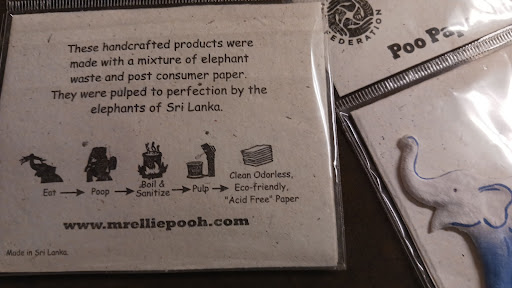 These handcrafted products were
made with a mixture of elephant
waste and post consumer paper.
They were pulped to perfection by the
elephants of Sri Lanka.
Eat → Poop → Boil &
Sanitize → Pulp → Clean Odorless,
Eco-friendly,
"Acid Free" Paper
www.mrelliepooh.com
Made in Sri Lanka.
FEDERATION
Poo